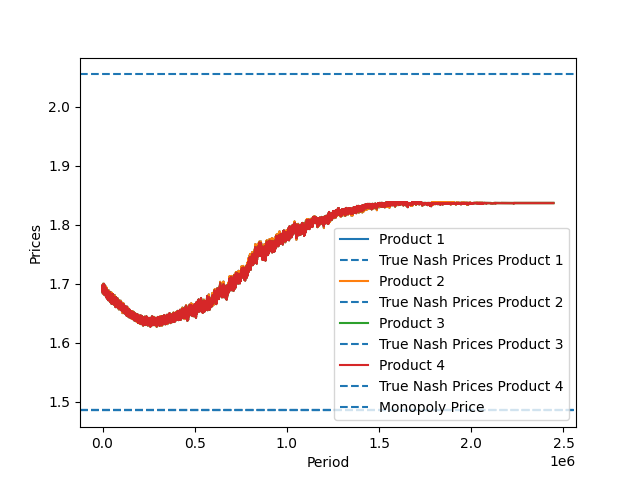 2.0
1.9
1.8
1.7
1.6
1.5
Prices
Product 1
True Nash Prices Product 1
Product 2
True Nash Prices Product 2
Product 3
True Nash Prices Product 3
Product 4
True Nash Prices Product 4
Monopoly Price
0.0 0.5 1.0 1.5 2.0 2.5
1e6
Period